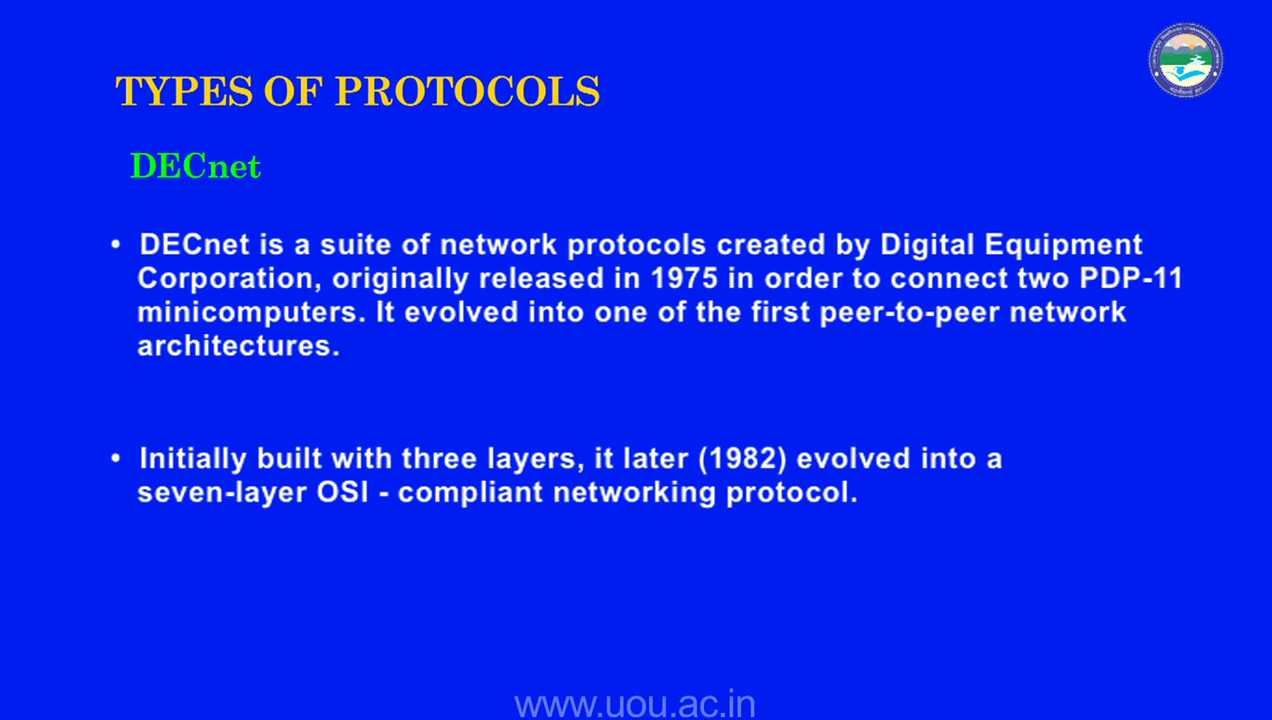 TYPES OF PROTOCOLS
DECnet
• DECnet is a suite of network protocols created by Digital Equipment
Corporation, originally released in 1975 in order to connect two PDP-11
minicomputers. It evolved into one of the first peer-to-peer network
architectures.
• Initially built with three layers, it later (1982) evolved into a
seven-layer OSI - compliant networking protocol.
www.uou.ac.in